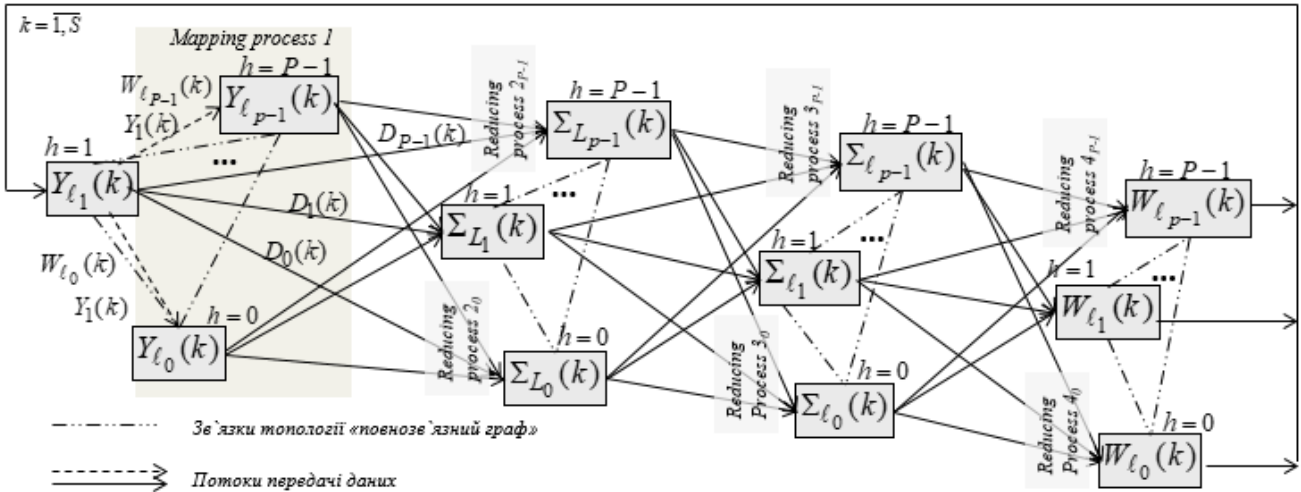 k = 1,S
Mapping process 1
h = P−1
W_{ℓ_{P−1}}(k)
Y_{ℓ_{p−1}}(k)
Y_1(k)
h = 1
...
Y_{ℓ_1}(k)
D_{P−1}(k)
D_1(k)
D_0(k)
W_{ℓ_0}(k)
Y_1(k)
h = 0
Y_{ℓ_0}(k)
Reducing
process 2_{P-1}
h = P−1
Σ_{L_{p−1}}(k)
h = 1
...
Σ_{L_1}(k)
Reducing
process 2_0
h = 0
Σ_{L_0}(k)
Reducing
process 3_{P-1}
h = P−1
Σ_{ℓ_{p−1}}(k)
h = 1
...
Σ_{ℓ_1}(k)
Reducing
Process 3_0
h = 0
Σ_{ℓ_0}(k)
Reducing
process 4_{P-1}
h = P−1
W_{ℓ_{p−1}}(k)
h = 1
...
W_{ℓ_1}(k)
Reducing
Process 4_0
h = 0
W_{ℓ_0}(k)
Зв`язки топології «повнозв`язний граф»
Потоки передачі даних